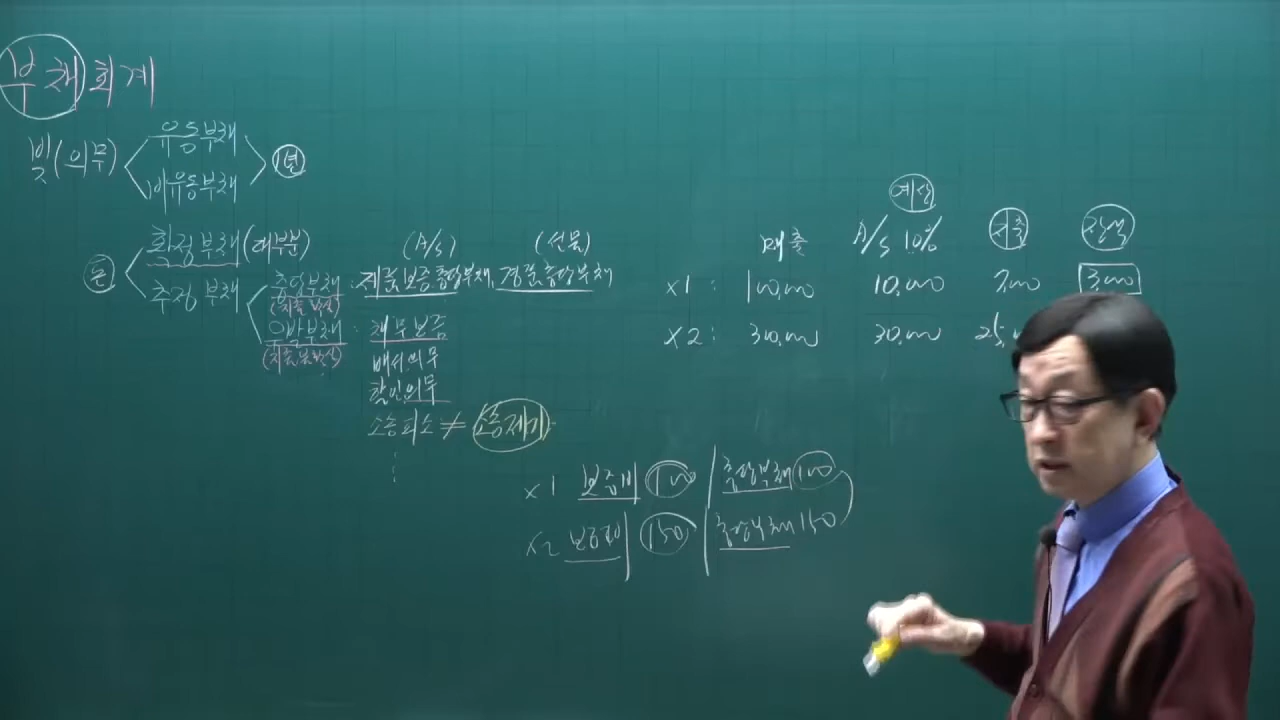 부채회계
빚(의무)
유동부채
비유동부채
1년
확정부채(대부분)
추정부채
충당부채:
우발부채:
(A/S)
(선물)
제품보증충당부채, 경품충당부채
채무보증
배서의무
할인의무
소송피소 ≠ 소송제기
예상
매출
A/S 10%
지출
잔액
X1: 100,000 10,000 7,000 3,000
X2: 300,000 30,000 25,
X1 보증비 100 충당부채 100
X2 보증비 150 충당부채 150